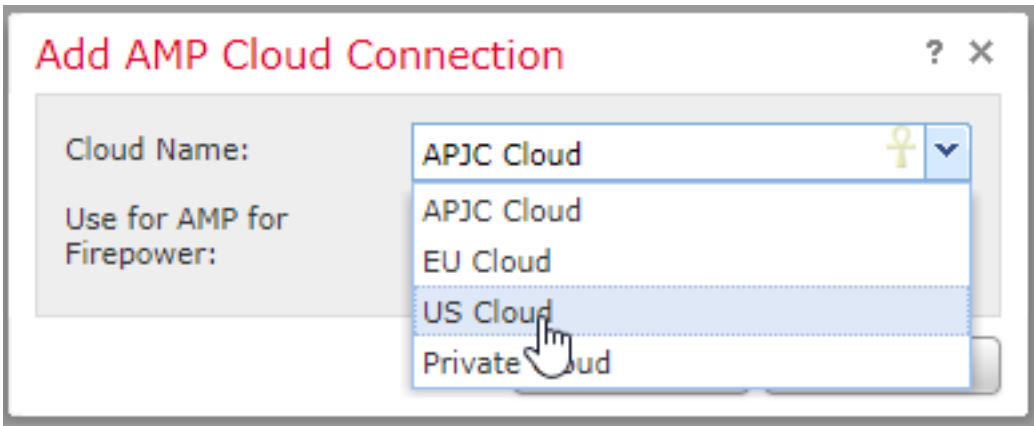 Add AMP Cloud Connection ? ×
Cloud Name:
APJC Cloud
Use for AMP for
Firepower:
APJC Cloud
EU Cloud
US Cloud
Private Cloud